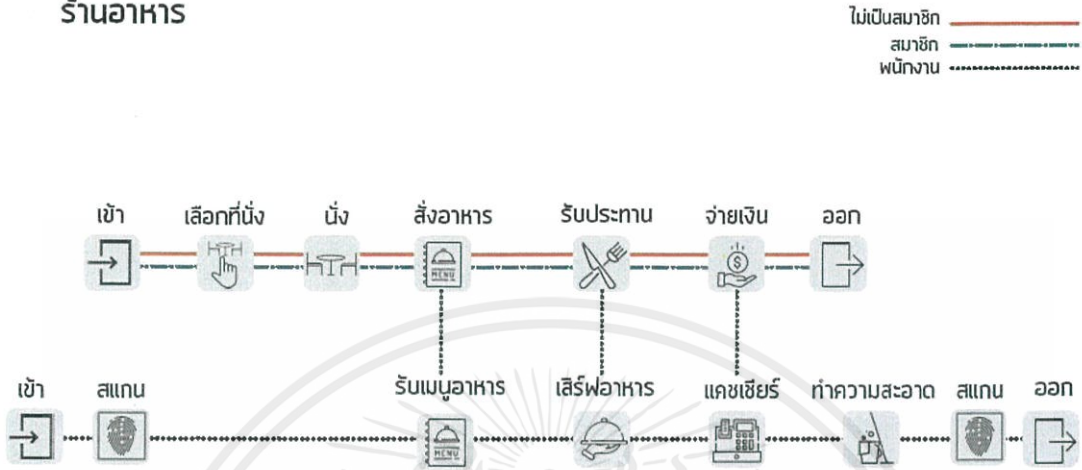 ร้านอาหาร
ไม่เป็นสมาชิก
สมาชิก
พนักงาน
เข้า เลือกที่นั่ง นั่ง สั่งอาหาร รับประทาน จ่ายเงิน ออก
MENU
เข้า สแกน รับเมนูอาหาร เสิร์ฟอาหาร แคชเชียร์ ทำความสะอาด สแกน ออก
MENU